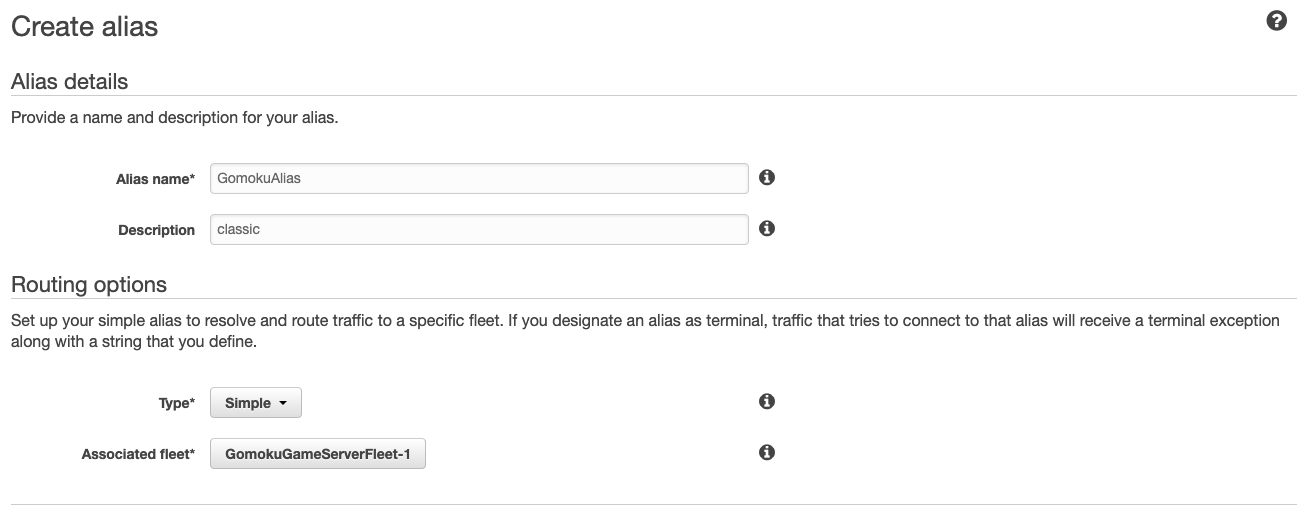 Create alias
Alias details
Provide a name and description for your alias.
Alias name* GomokuAlias
Description classic
Routing options
Set up your simple alias to resolve and route traffic to a specific fleet. If you designate an alias as terminal, traffic that tries to connect to that alias will receive a terminal exception
along with a string that you define.
Type* Simple
Associated fleet* GomokuGameServerFleet-1